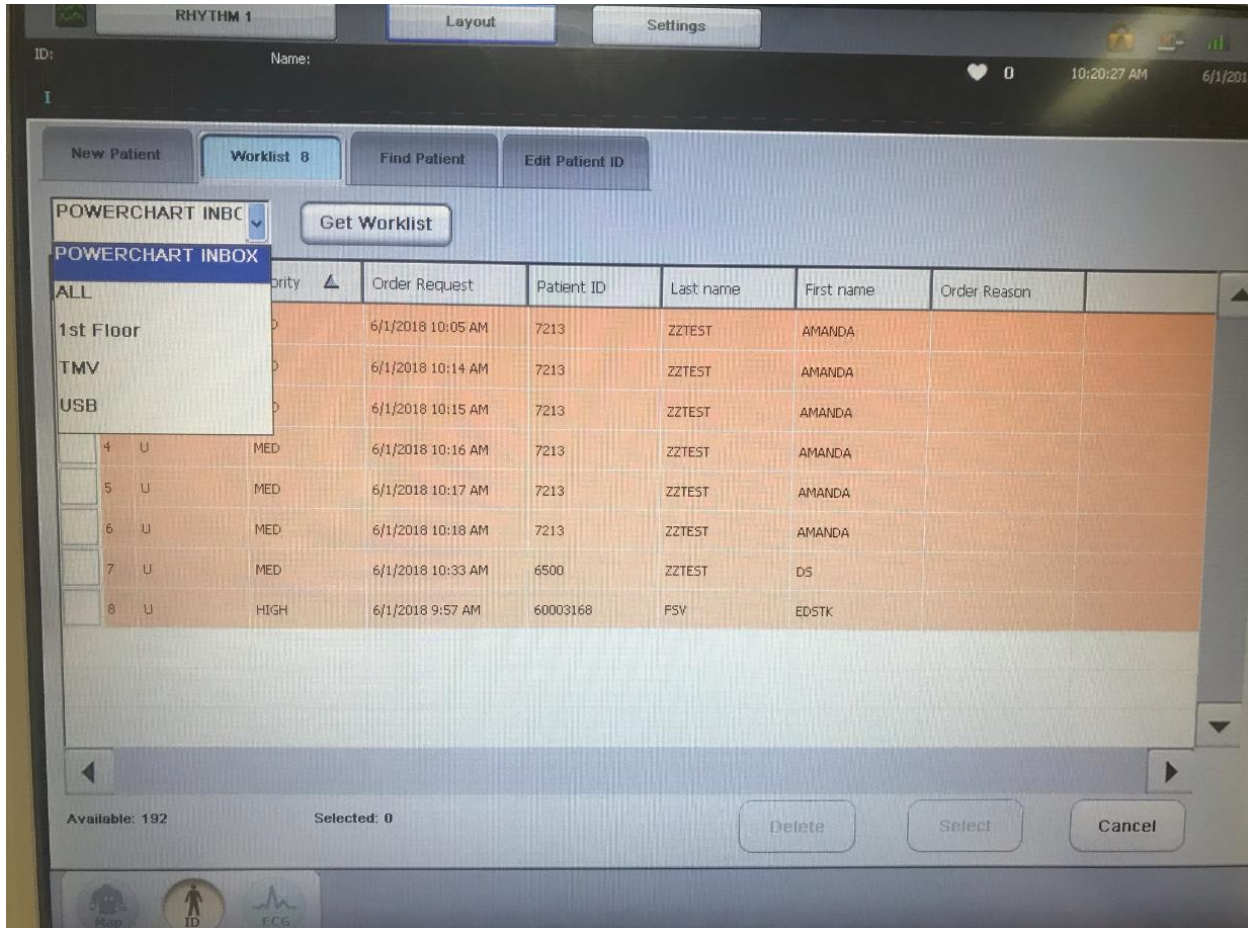 RHYTHM 1 Layout Settings
ID: Name: 0 10:20:27 AM 6/1/201
I
New Patient Worklist 8 Find Patient Edit Patient ID
POWERCHART INBC Get Worklist
POWERCHART INBOX
ALL
1st Floor
TMV
USB
ority Order Request Patient ID Last name First name Order Reason
6/1/2018 10:05 AM 7213 ZZTEST AMANDA
6/1/2018 10:14 AM 7213 ZZTEST AMANDA
6/1/2018 10:15 AM 7213 ZZTEST AMANDA
4 U MED 6/1/2018 10:16 AM 7213 ZZTEST AMANDA
5 U MED 6/1/2018 10:17 AM 7213 ZZTEST AMANDA
6 U MED 6/1/2018 10:18 AM 7213 ZZTEST AMANDA
7 U MED 6/1/2018 10:33 AM 6500 ZZTEST DS
8 U HIGH 6/1/2018 9:57 AM 60003168 FSV EDSTK
Available: 192 Selected: 0 Delete Select Cancel
Map ID ECG